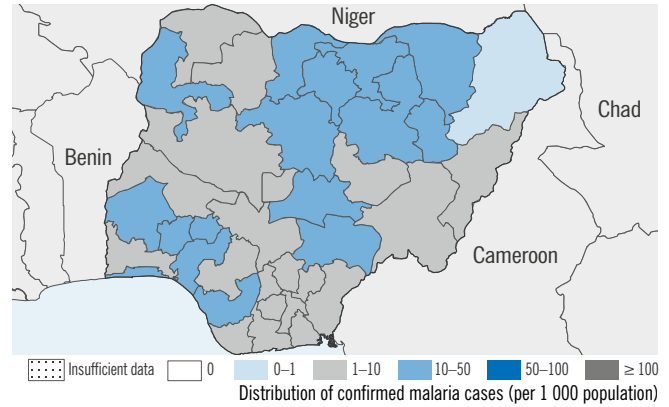 Niger
Chad
Benin
Cameroon
Insufficient data 0 0–1 1–10 10–50 50–100 ≥ 100
Distribution of confirmed malaria cases (per 1 000 population)